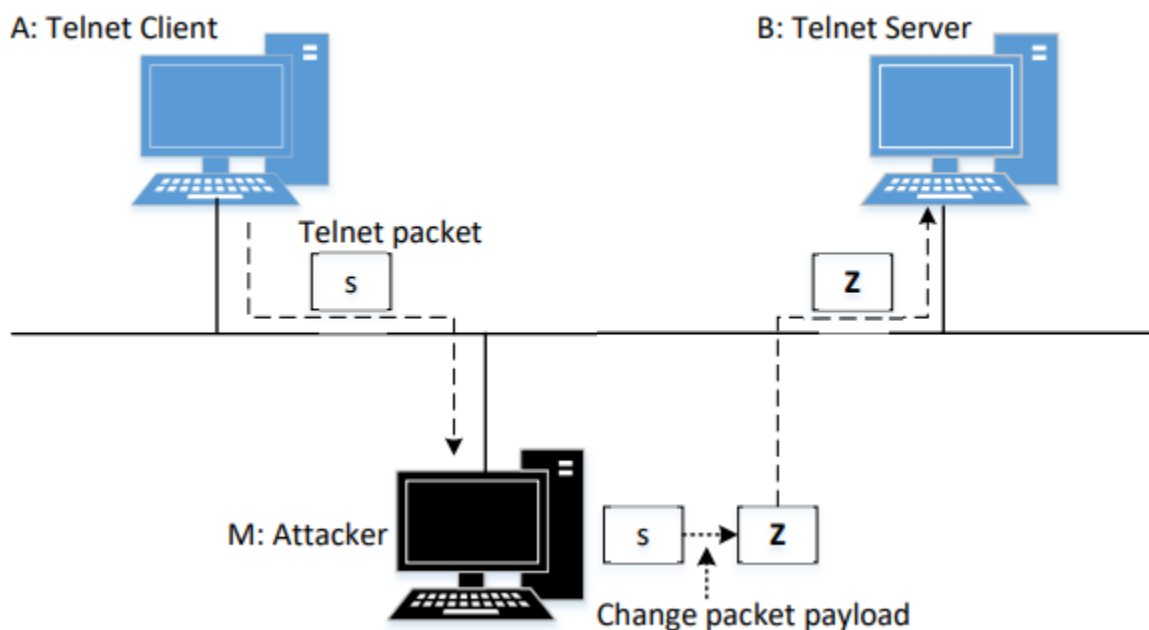 A: Telnet Client
B: Telnet Server
Telnet packet
s
Z
M: Attacker
s
Z
Change packet payload